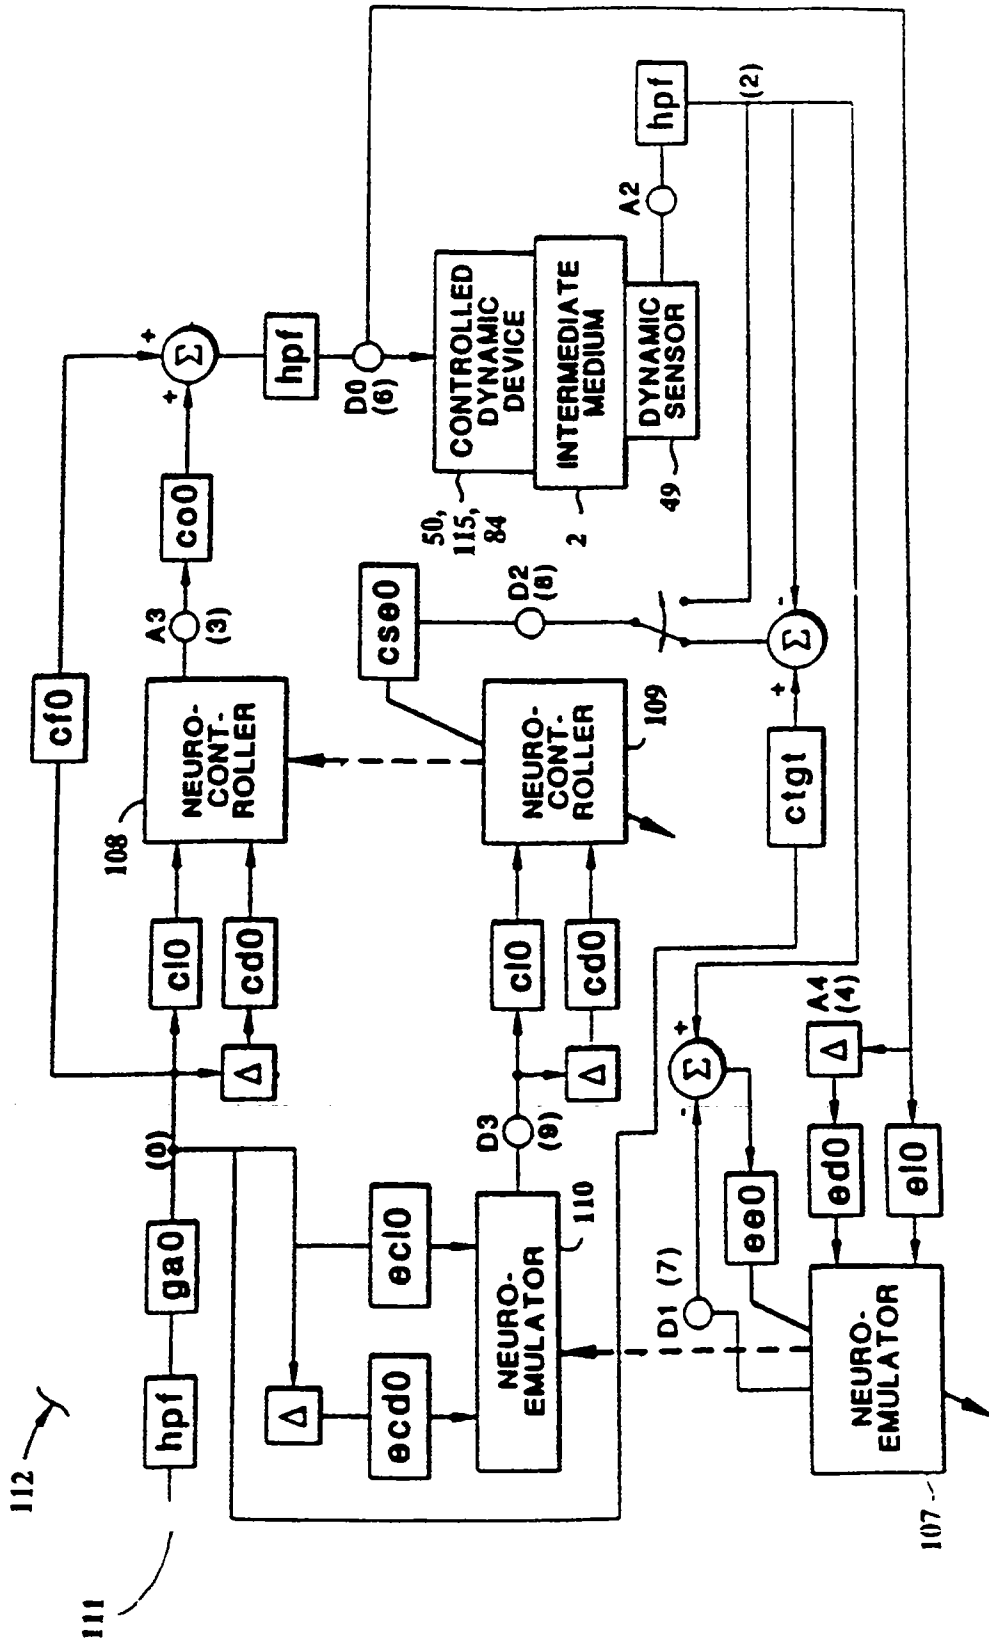 112
111
hpf
ga0
(0)
cf0
cl0
Δ
cd0
108
NEURO-
CONT-
ROLLER
A3
(3)
co0
+
+
Σ
hpf
D0
(6)
Δ
ecd0
ecl0
NEURO-
EMULATOR
110
D3
(9)
cl0
Δ
cd0
NEURO-
CONT-
ROLLER
109
cse0
D2
(8)
50,
115,
84
CONTROLLED
DYNAMIC
DEVICE
2
INTERMEDIATE
MEDIUM
49
DYNAMIC
SENSOR
A2
hpf
(2)
D1 (7)
-
Σ
+
ee0
ctgt
+
Σ
-
107
NEURO-
EMULATOR
ed0
el0
Δ
A4
(4)